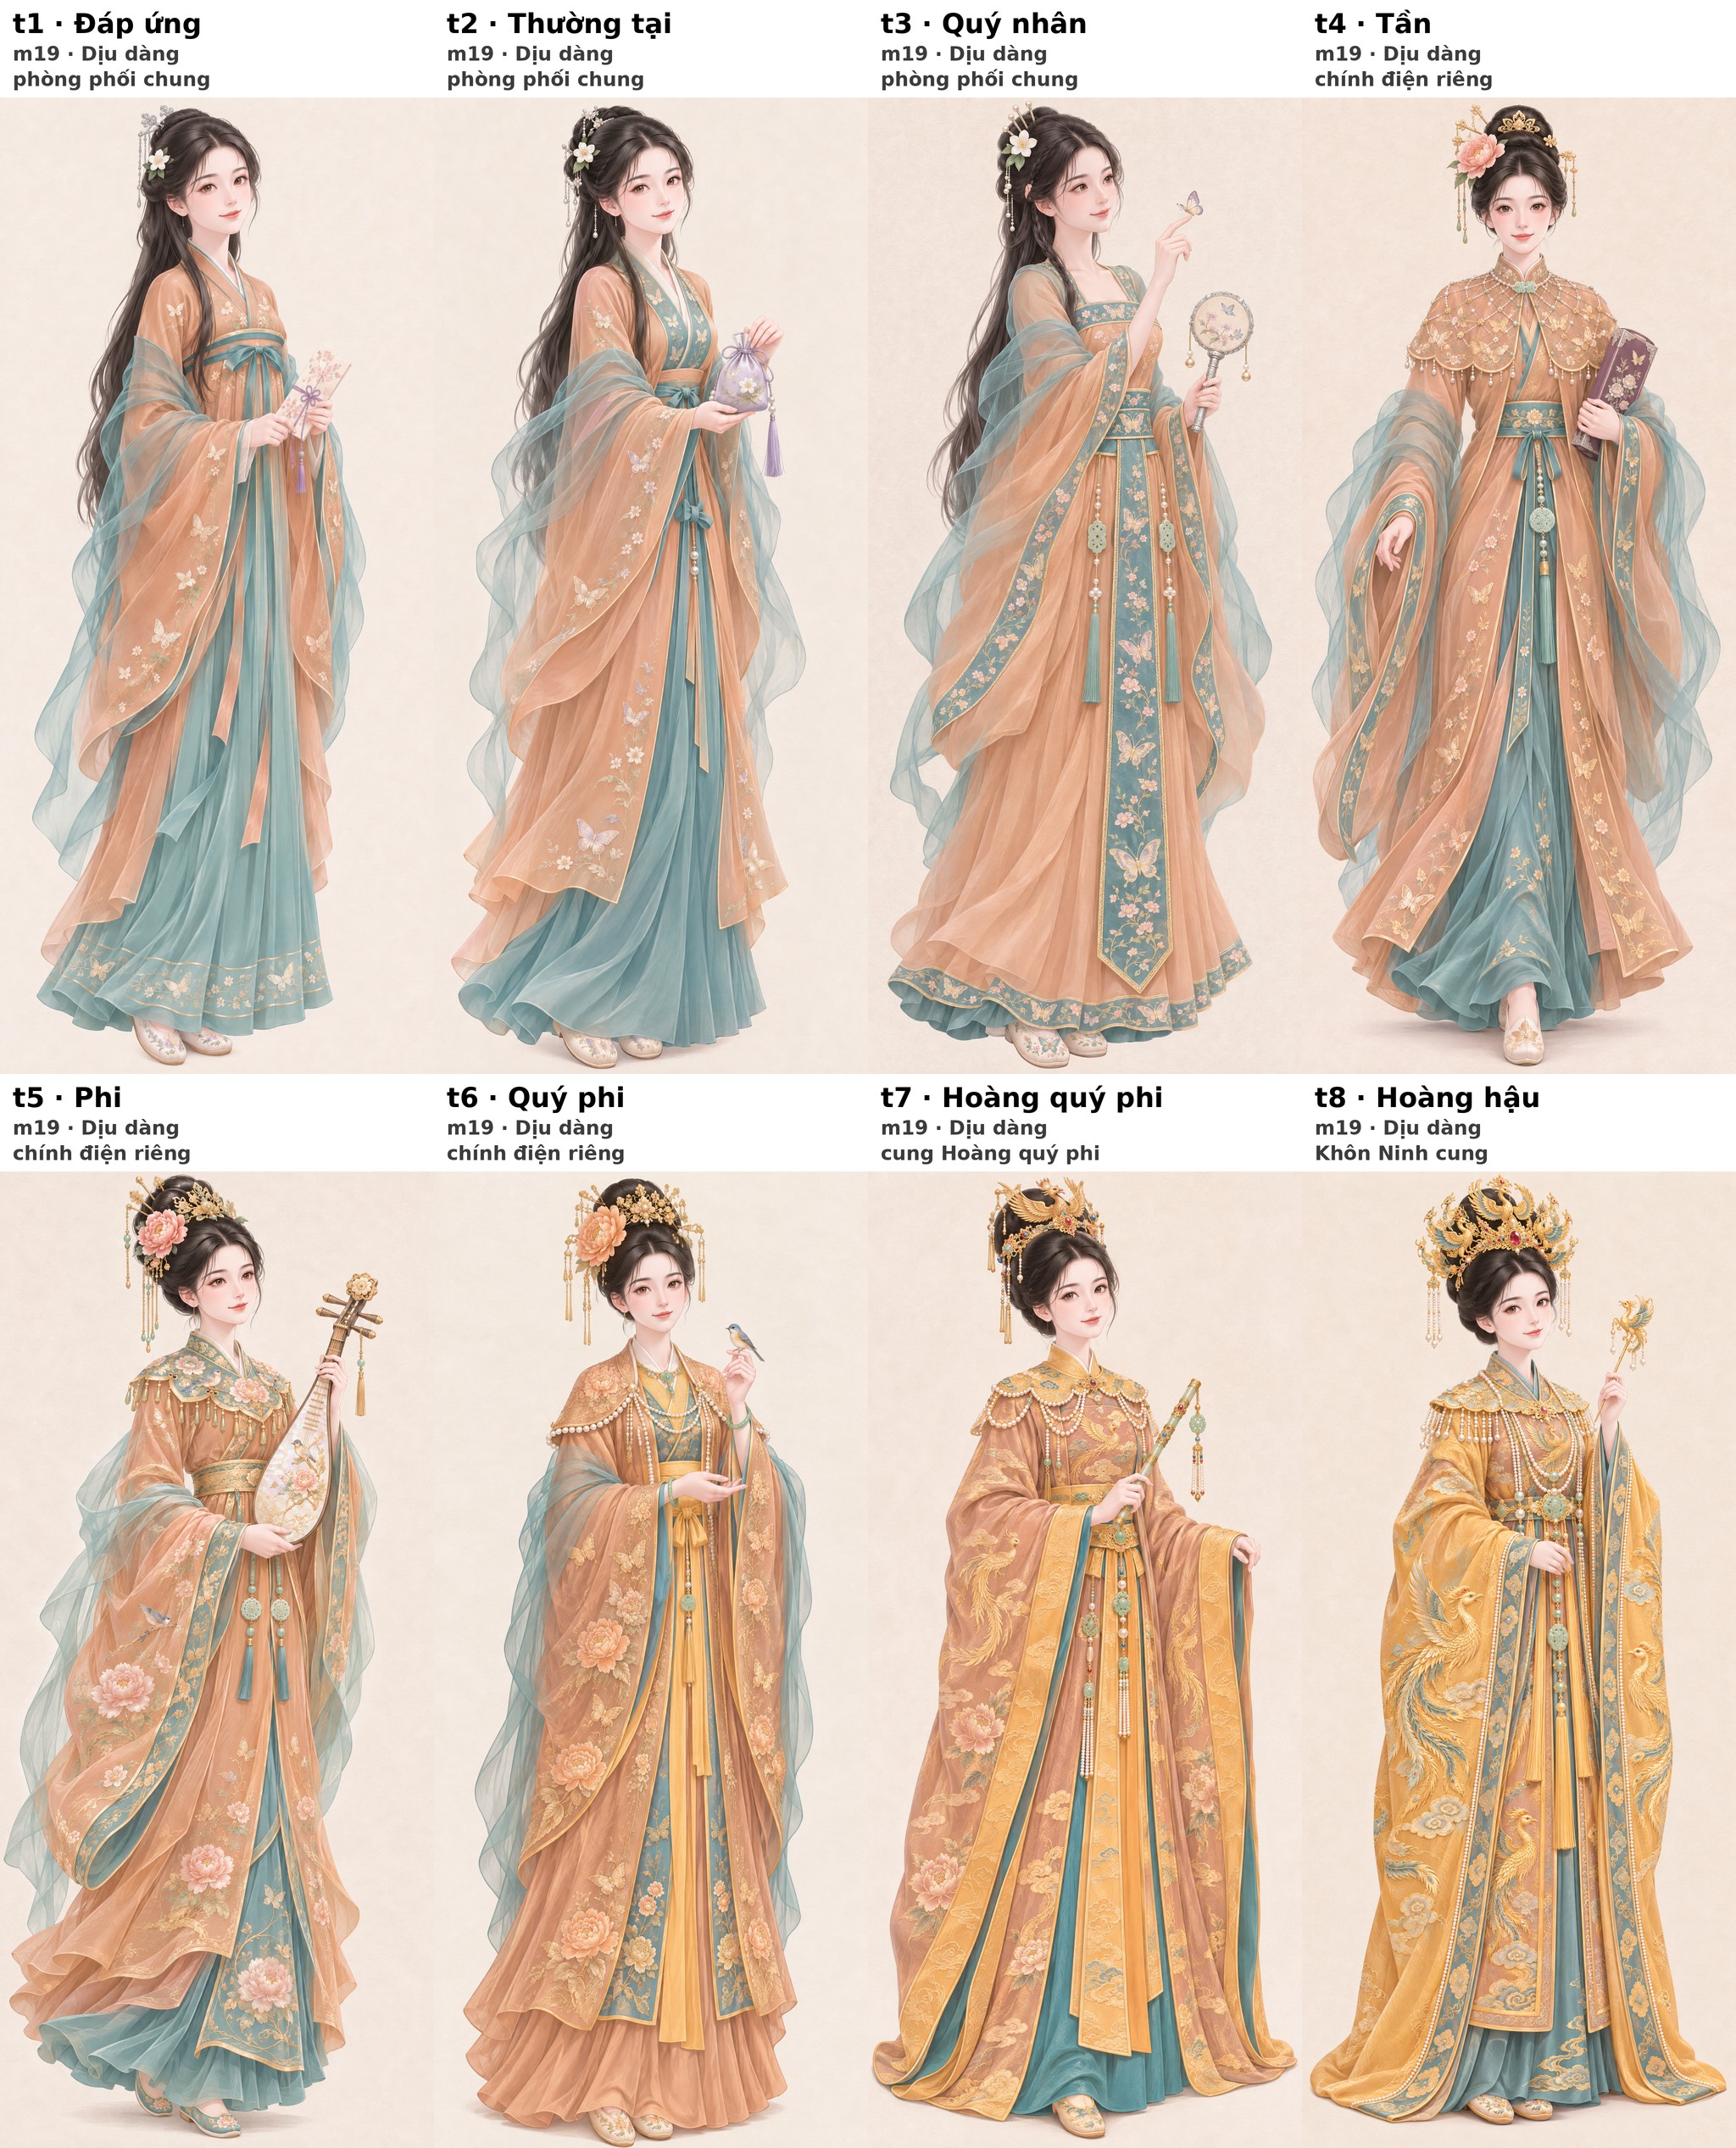 t1 · Đáp ứng
m19 · Dịu dàng
phòng phối chung
t2 · Thường tại
m19 · Dịu dàng
phòng phối chung
t3 · Quý nhân
m19 · Dịu dàng
phòng phối chung
t4 · Tần
m19 · Dịu dàng
chính điện riêng
t5 · Phi
m19 · Dịu dàng
chính điện riêng
t6 · Quý phi
m19 · Dịu dàng
chính điện riêng
t7 · Hoàng quý phi
m19 · Dịu dàng
cung Hoàng quý phi
t8 · Hoàng hậu
m19 · Dịu dàng
Khôn Ninh cung